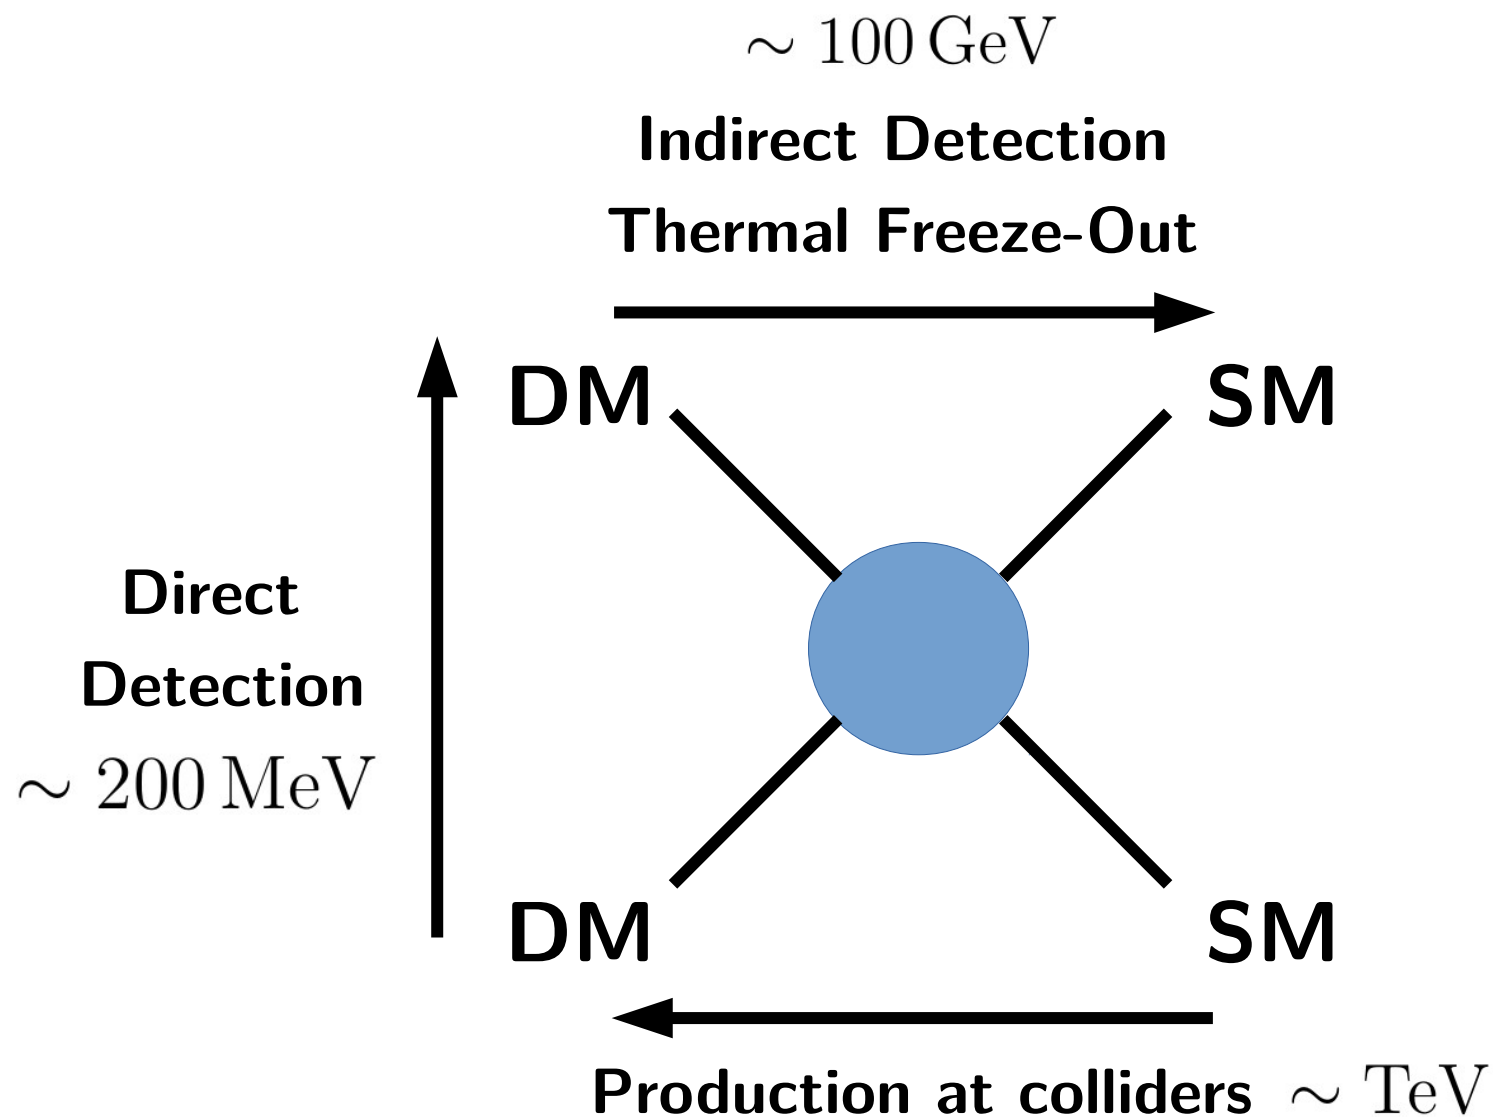 ∼ 100 GeV
Indirect Detection
Thermal Freeze-Out
DM SM
Direct
Detection
∼ 200 MeV
DM SM
Production at colliders ∼ TeV